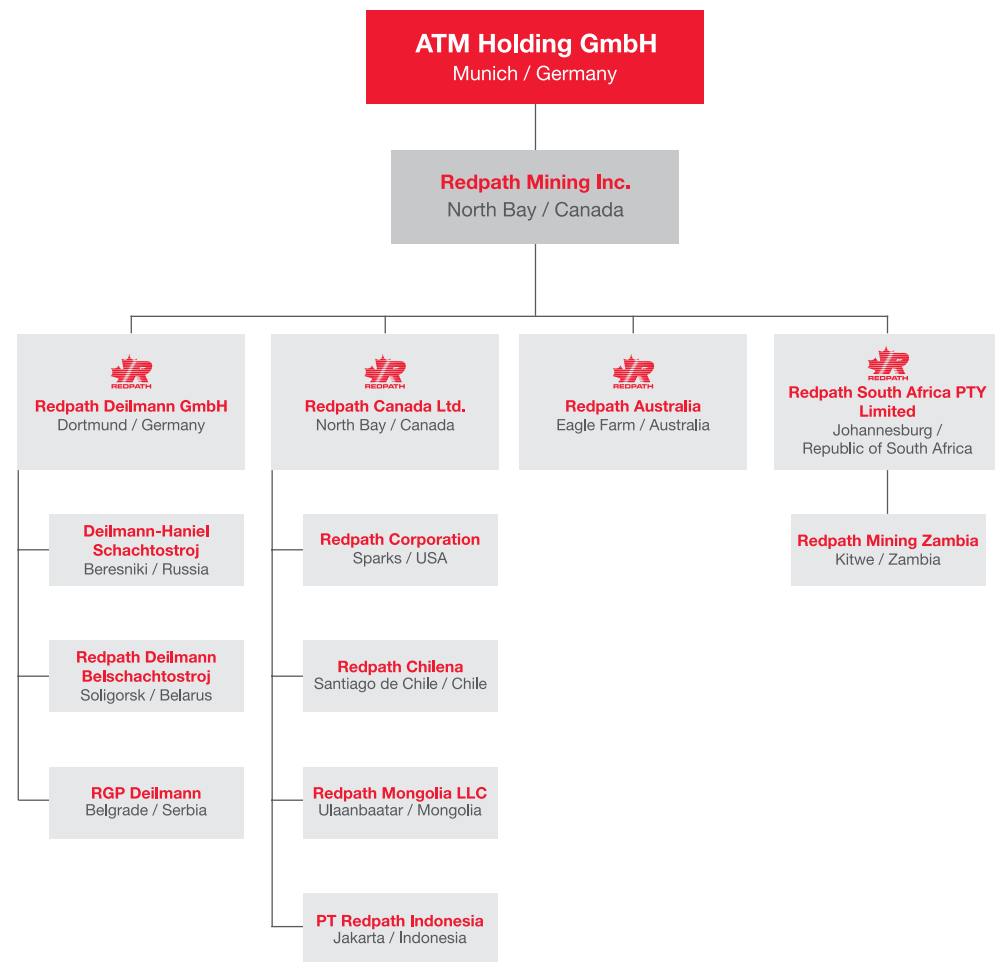 ATM Holding GmbH
Munich / Germany
Redpath Mining Inc.
North Bay / Canada
REDPATH
Redpath Deilmann GmbH
Dortmund / Germany
REDPATH
Redpath Canada Ltd.
North Bay / Canada
REDPATH
Redpath Australia
Eagle Farm / Australia
REDPATH
Redpath South Africa PTY
Limited
Johannesburg /
Republic of South Africa
Deilmann-Haniel
Schachtostroj
Beresniki / Russia
Redpath Corporation
Sparks / USA
Redpath Mining Zambia
Kitwe / Zambia
Redpath Deilmann
Belschachtostroj
Soligorsk / Belarus
Redpath Chilena
Santiago de Chile / Chile
RGP Deilmann
Belgrade / Serbia
Redpath Mongolia LLC
Ulaanbaatar / Mongolia
PT Redpath Indonesia
Jakarta / Indonesia